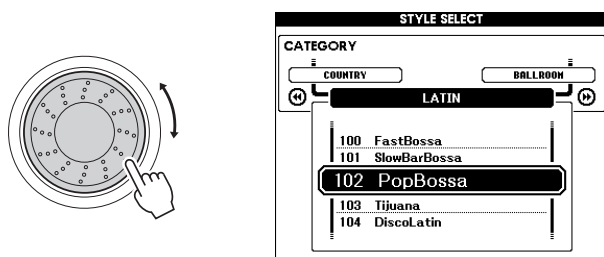 STYLE SELECT
CATEGORY
COUNTRY
BALLROOM
LATIN
100 FastBossa
101 SlowBarBossa
102 PopBossa
103 Tijuana
104 DiscoLatin